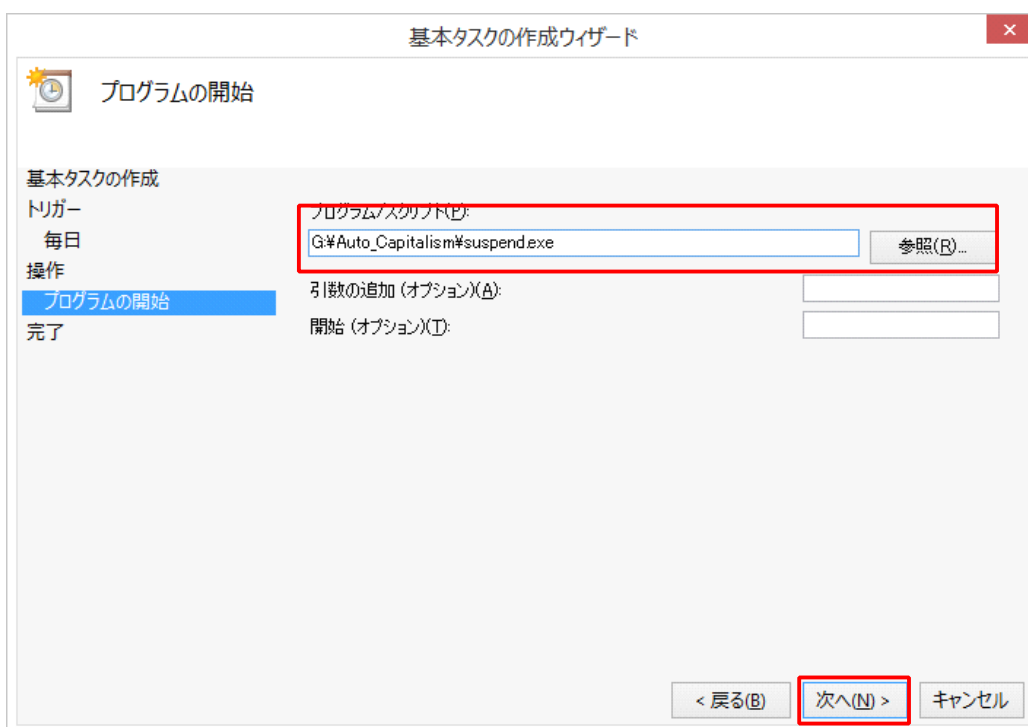 基本タスクの作成ウィザード
プログラムの開始
基本タスクの作成
トリガー
毎日
操作
プログラムの開始
完了
プログラム/スクリプト(P):
G:¥Auto_Capitalism¥suspend.exe
参照(R)...
引数の追加 (オプション)(A):
開始 (オプション)(T):
< 戻る(B)
次へ(N) >
キャンセル